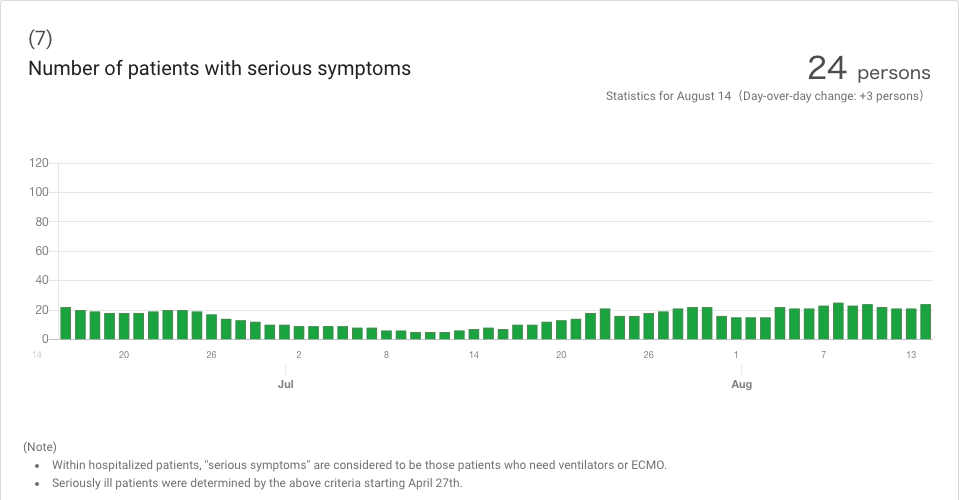 (7)
Number of patients with serious symptoms
24 persons
Statistics for August 14 (Day-over-day change: +3 persons)
120
100
80
60
40
20
0
14 20 26 2 8 14 20 26 1 7 13
Jul Aug
(Note)
• Within hospitalized patients, "serious symptoms" are considered to be those patients who need ventilators or ECMO.
• Seriously ill patients were determined by the above criteria starting April 27th.